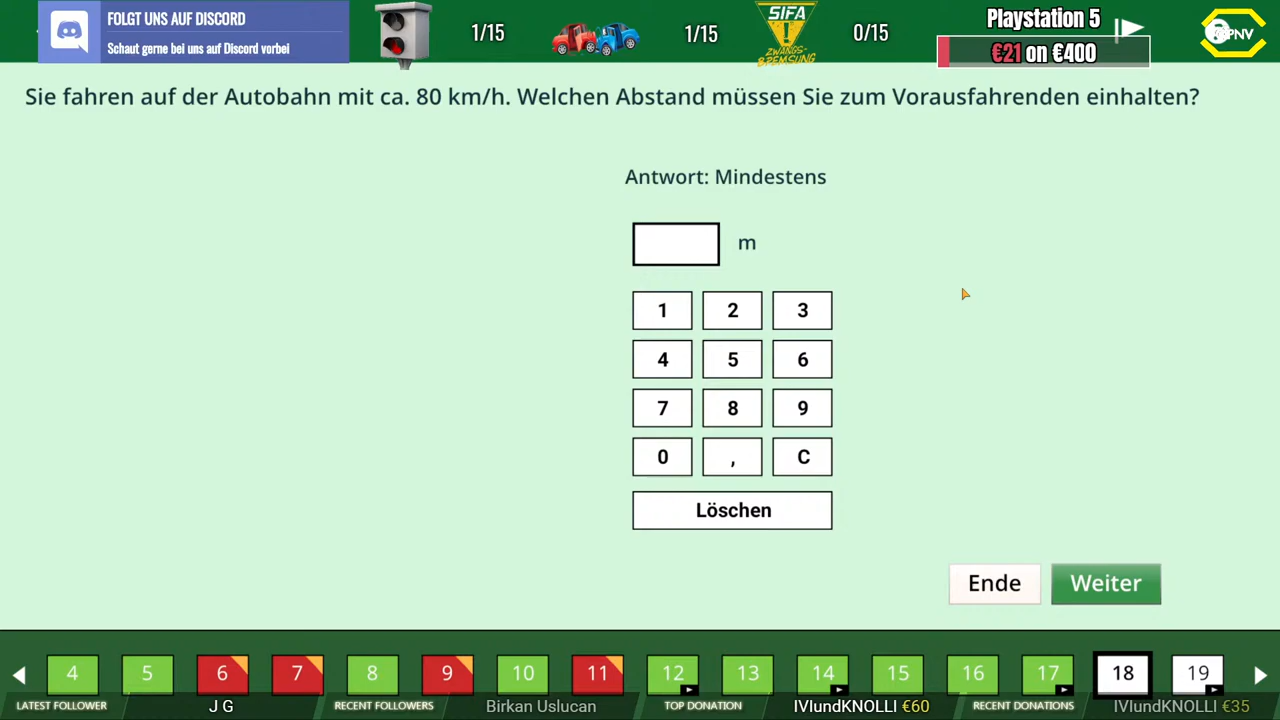 FOLGT UNS AUF DISCORD
Schaut gerne bei uns auf Discord vorbei
1/15
1/15
SIFA
!
ZWANGS-
BREMSUNG
0/15
Playstation 5
€21 on €400
PNV
Sie fahren auf der Autobahn mit ca. 80 km/h. Welchen Abstand müssen Sie zum Vorausfahrenden einhalten?
Antwort: Mindestens
m
1 2 3
4 5 6
7 8 9
0 , C
Löschen
Ende Weiter
4 5 6 7 8 9 10 11 12 13 14 15 16 17 18 19
LATEST FOLLOWER J G RECENT FOLLOWERS Birkan Uslucan TOP DONATION IVIundKNOLLI €60 RECENT DONATIONS IVIundKNOLLI €35